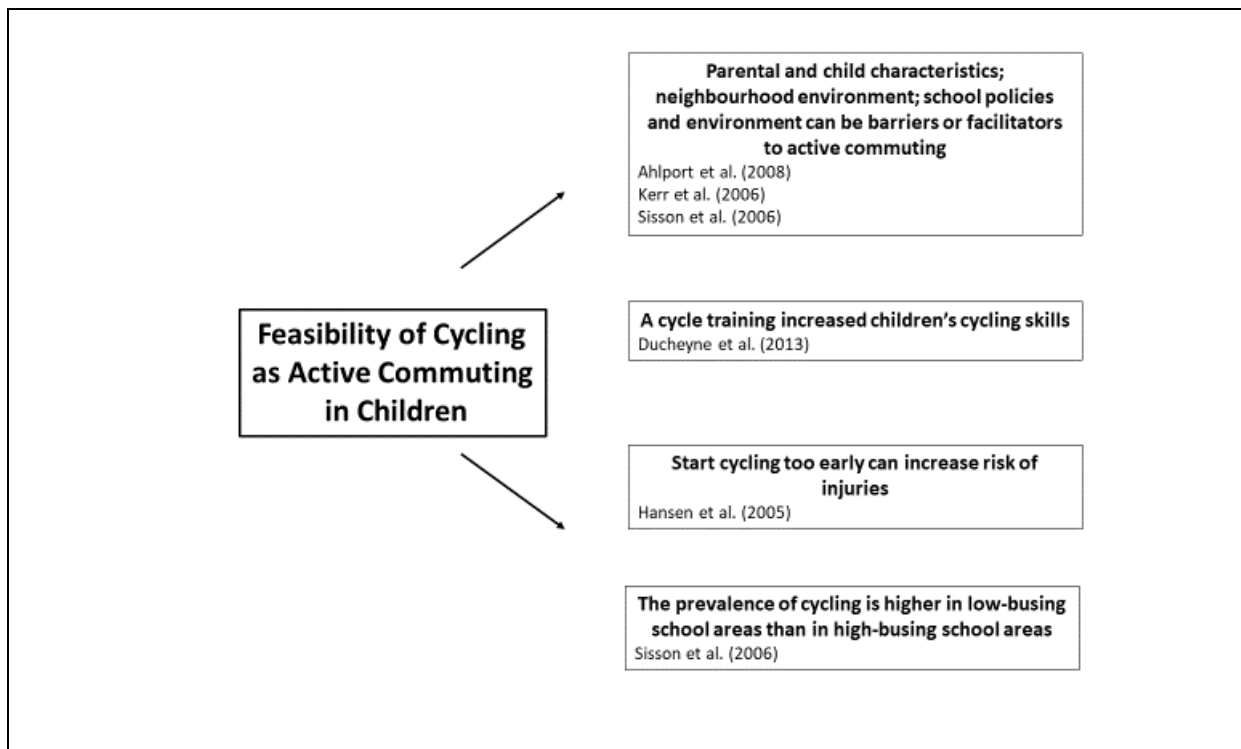 Parental and child characteristics;
neighbourhood environment; school policies
and environment can be barriers or facilitators
to active commuting
Ahlport et al. (2008)
Kerr et al. (2006)
Sisson et al. (2006)
Feasibility of Cycling
as Active Commuting
in Children
A cycle training increased children’s cycling skills
Ducheyne et al. (2013)
Start cycling too early can increase risk of
injuries
Hansen et al. (2005)
The prevalence of cycling is higher in low-busing
school areas than in high-busing school areas
Sisson et al. (2006)